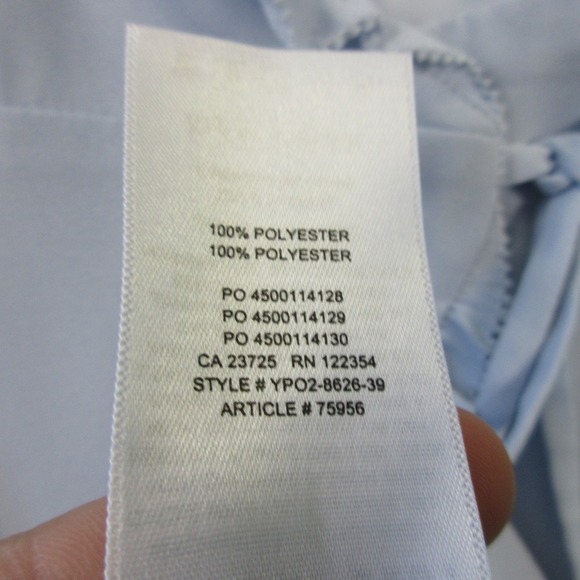 100% POLYESTER
100% POLYESTER
PO 4500114128
PO 4500114129
PO 4500114130
CA 23725 RN 122354
STYLE # YPO2-8626-39
ARTICLE # 75956